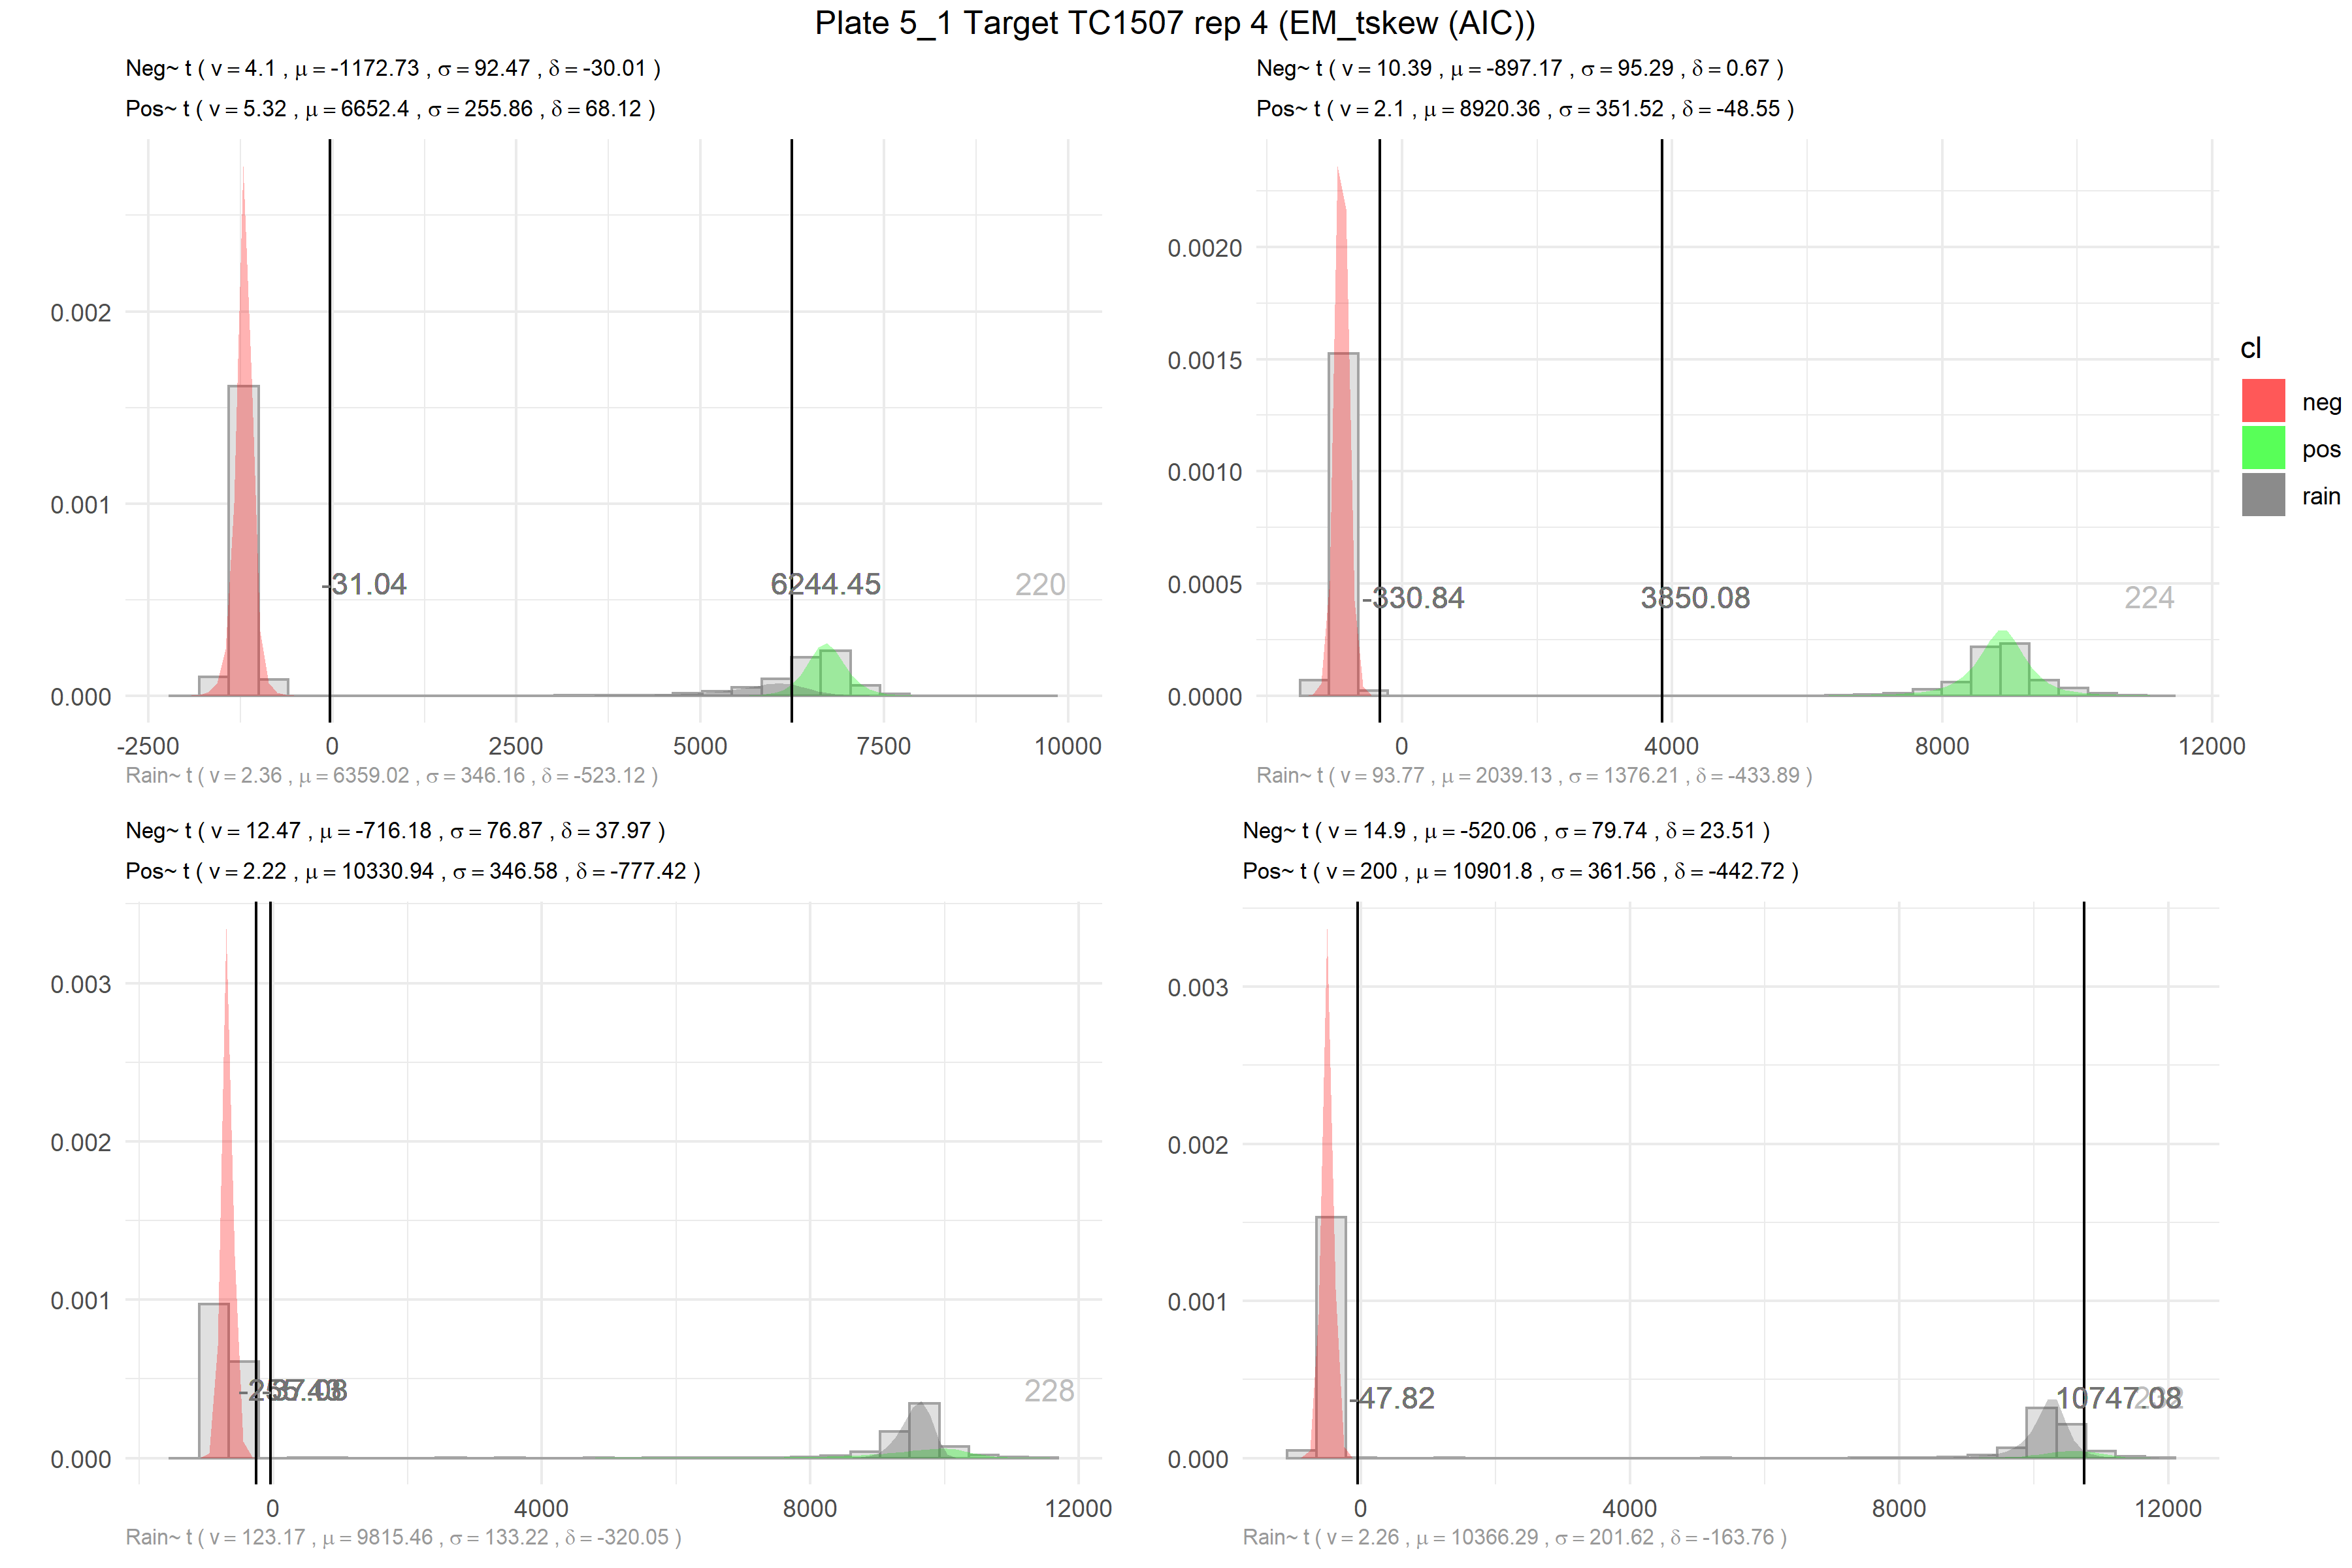 Plate 5_1 Target TC1507 rep 4 (EM_tskew (AIC))
Neg~ t ( ν = 4.1 , μ = -1172.73 , σ = 92.47 , δ = -30.01 )
Pos~ t ( ν = 5.32 , μ = 6652.4 , σ = 255.86 , δ = 68.12 )
0.002
0.001
0.000
-31.04
6244.45
220
-2500
0
2500
5000
7500
10000
Rain~ t ( ν = 2.36 , μ = 6359.02 , σ = 346.16 , δ = -523.12 )
Neg~ t ( ν = 10.39 , μ = -897.17 , σ = 95.29 , δ = 0.67 )
Pos~ t ( ν = 2.1 , μ = 8920.36 , σ = 351.52 , δ = -48.55 )
0.0020
0.0015
0.0010
0.0005
0.0000
-330.84
3850.08
224
0
4000
8000
12000
Rain~ t ( ν = 93.77 , μ = 2039.13 , σ = 1376.21 , δ = -433.89 )
cl
neg
pos
rain
Neg~ t ( ν = 12.47 , μ = -716.18 , σ = 76.87 , δ = 37.97 )
Pos~ t ( ν = 2.22 , μ = 10330.94 , σ = 346.58 , δ = -777.42 )
0.003
0.002
0.001
0.000
228
0
4000
8000
12000
Rain~ t ( ν = 123.17 , μ = 9815.46 , σ = 133.22 , δ = -320.05 )
Neg~ t ( ν = 14.9 , μ = -520.06 , σ = 79.74 , δ = 23.51 )
Pos~ t ( ν = 200 , μ = 10901.8 , σ = 361.56 , δ = -442.72 )
0.003
0.002
0.001
0.000
-47.82
10747.08
0
4000
8000
12000
Rain~ t ( ν = 2.26 , μ = 10366.29 , σ = 201.62 , δ = -163.76 )